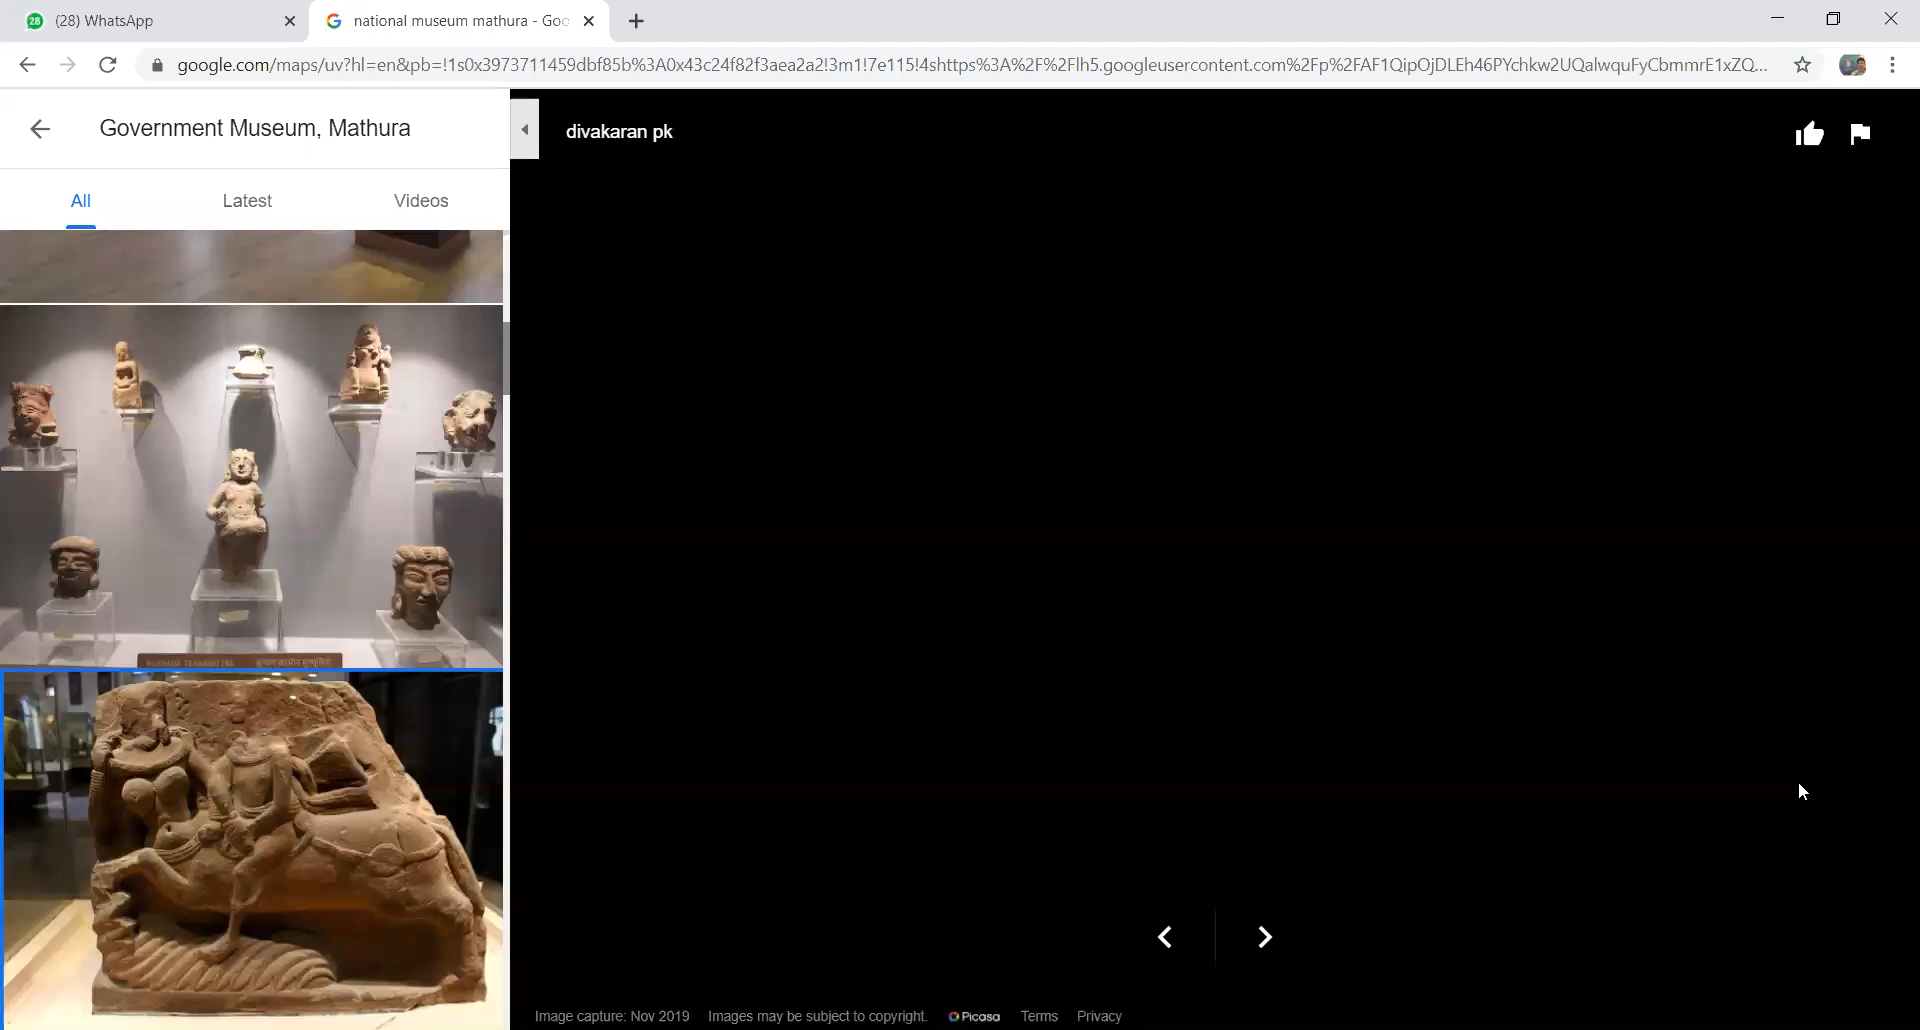 28 (28) WhatsApp
national museum mathura - Goo
google.com/maps/uv?hl=en&pb=!1s0x3973711459dbf85b%3A0x43c24f82f3aea2a2!3m1!7e115!4shttps%3A%2F%2Flh5.googleusercontent.com%2Fp%2FAF1QipOjDLEh46PYchkw2UQalwquFyCbmmrE1xZQ...
Government Museum, Mathura
divakaran pk
All Latest Videos
Image capture: Nov 2019 Images may be subject to copyright. Picasa Terms Privacy